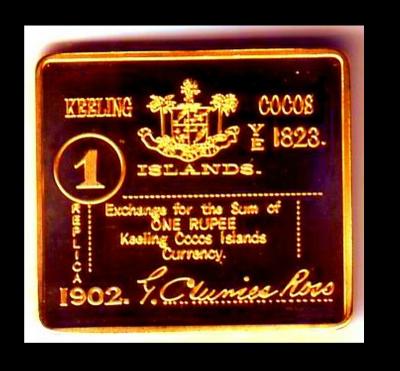 KEELING COCOS
YE 1823.
1
ISLANDS.
REPLICA
Exchange for the Sum of
ONE RUPEE
Keeling Cocos Islands
Currency.
1902. G. Clunies Ross